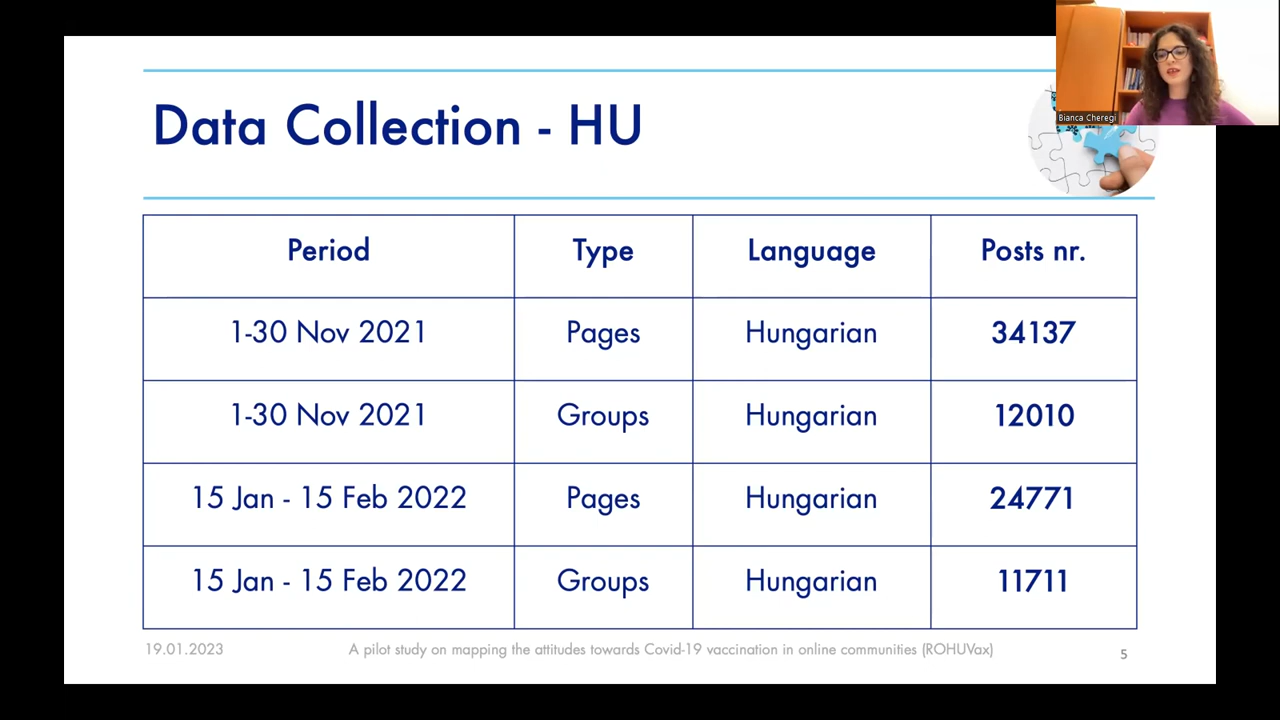 Bianca Cheregi
Data Collection - HU
Period Type Language Posts nr.
1-30 Nov 2021 Pages Hungarian 34137
1-30 Nov 2021 Groups Hungarian 12010
15 Jan - 15 Feb 2022 Pages Hungarian 24771
15 Jan - 15 Feb 2022 Groups Hungarian 11711
19.01.2023 A pilot study on mapping the attitudes towards Covid-19 vaccination in online communities (ROHUVax) 5